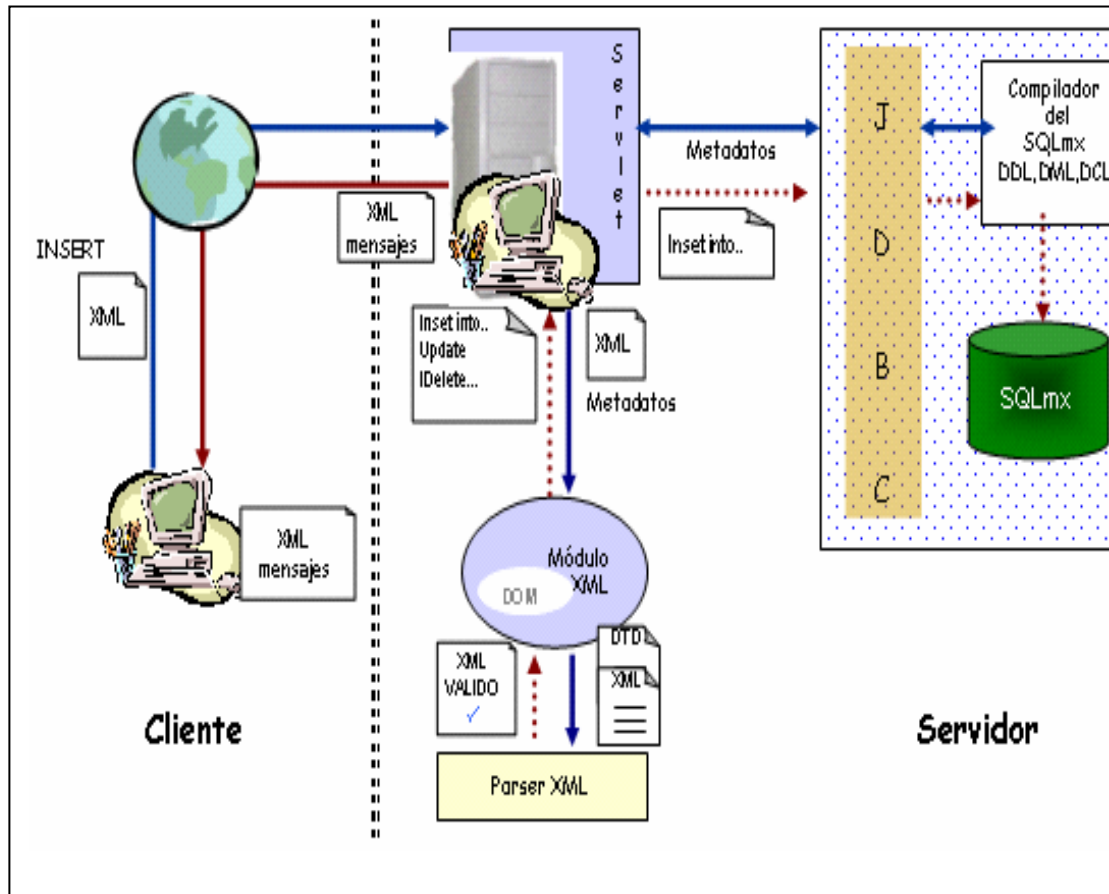 Servlet
Compilador
del
SQLmx
DDL,DML,DCL
J
D
B
C
Metadatos
XML
mensajes
Inset into..
INSERT
XML
Inset into..
Update
IDelete...
XML
Metadatos
SQLmx
XML
mensajes
Módulo
XML
DOM
DTD
XML
XML
VALIDO
Cliente
Servidor
Parser XML